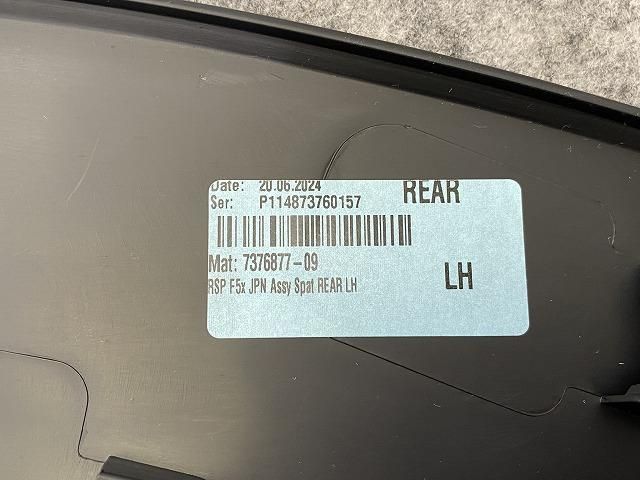 Date: 20.06.2024 REAR
Ser: P114873760157
Mat: 7376877-09
RSP F5x JPN Assy Spat REAR LH
LH